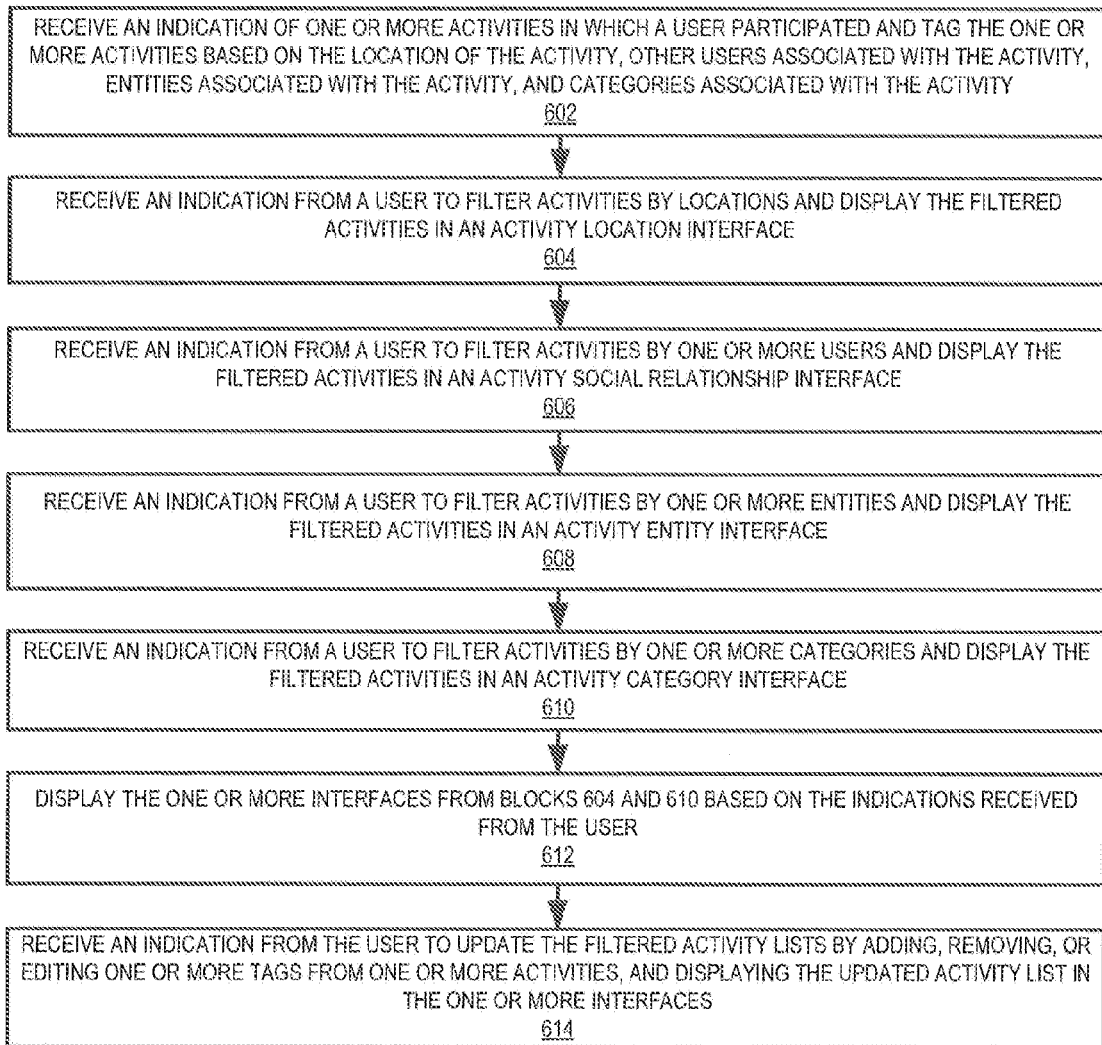 RECEIVE AN INDICATION OF ONE OR MORE ACTIVITIES IN WHICH A USER PARTICIPATED AND TAG THE ONE OR
MORE ACTIVITIES BASED ON THE LOCATION OF THE ACTIVITY, OTHER USERS ASSOCIATED WITH THE ACTIVITY,
ENTITIES ASSOCIATED WITH THE ACTIVITY, AND CATEGORIES ASSOCIATED WITH THE ACTIVITY
602
RECEIVE AN INDICATION FROM A USER TO FILTER ACTIVITIES BY LOCATIONS AND DISPLAY THE FILTERED
ACTIVITIES IN AN ACTIVITY LOCATION INTERFACE
604
RECEIVE AN INDICATION FROM A USER TO FILTER ACTIVITIES BY ONE OR MORE USERS AND DISPLAY THE
FILTERED ACTIVITIES IN AN ACTIVITY SOCIAL RELATIONSHIP INTERFACE
606
RECEIVE AN INDICATION FROM A USER TO FILTER ACTIVITIES BY ONE OR MORE ENTITIES AND DISPLAY THE
FILTERED ACTIVITIES IN AN ACTIVITY ENTITY INTERFACE
608
RECEIVE AN INDICATION FROM A USER TO FILTER ACTIVITIES BY ONE OR MORE CATEGORIES AND DISPLAY THE
FILTERED ACTIVITIES IN AN ACTIVITY CATEGORY INTERFACE
610
DISPLAY THE ONE OR MORE INTERFACES FROM BLOCKS 604 AND 610 BASED ON THE INDICATIONS RECEIVED
FROM THE USER
612
RECEIVE AN INDICATION FROM THE USER TO UPDATE THE FILTERED ACTIVITY LISTS BY ADDING, REMOVING, OR
EDITING ONE OR MORE TAGS FROM ONE OR MORE ACTIVITIES, AND DISPLAYING THE UPDATED ACTIVITY LIST IN
THE ONE OR MORE INTERFACES
614